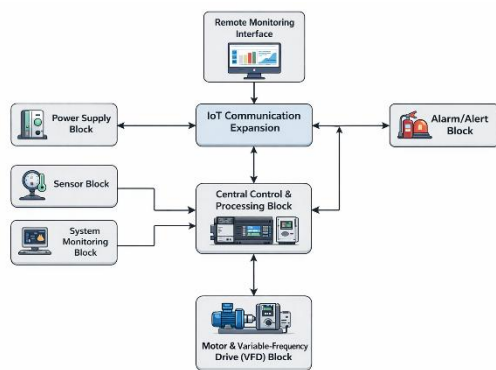 Remote Monitoring
Interface
Power Supply
Block
IoT Communication
Expansion
Alarm/Alert
Block
Sensor Block
Central Control &
Processing Block
System
Monitoring
Block
Motor & Variable-Frequency
Drive (VFD) Block